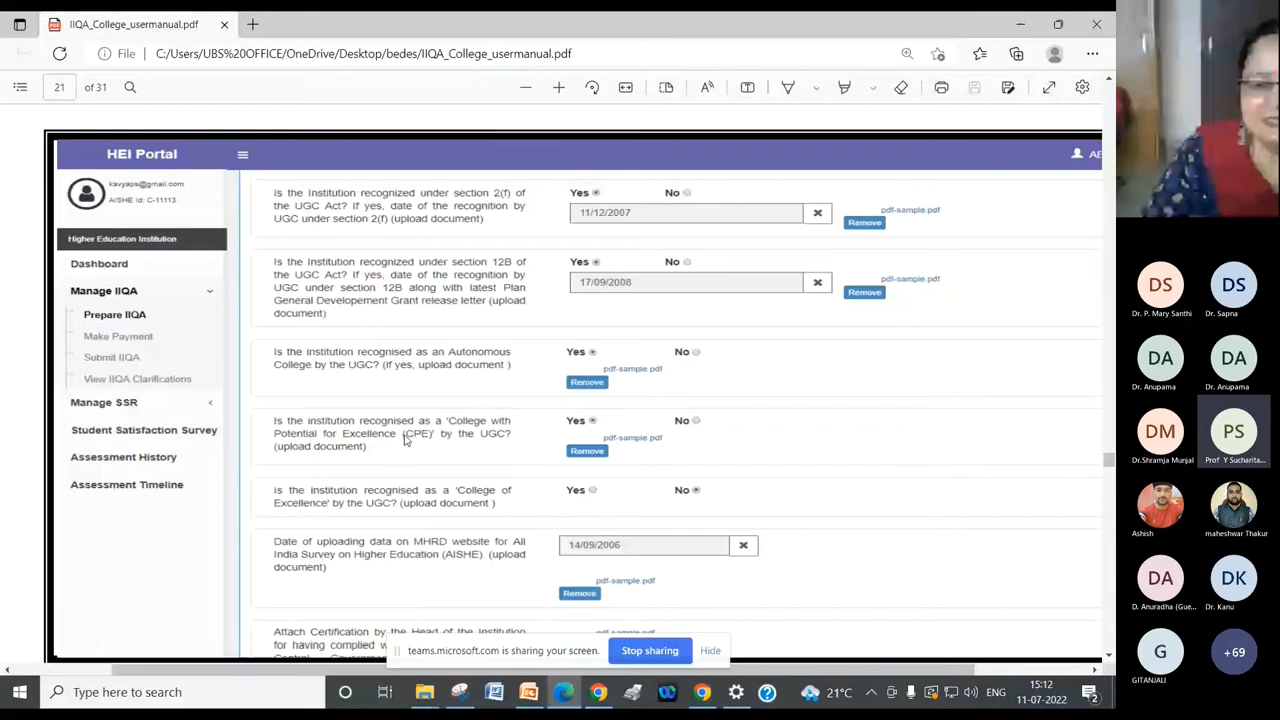 IIQA_College_usermanual.pdf
File
C:/Users/UBS%20OFFICE/OneDrive/Desktop/bedes/IIQA_College_usermanual.pdf
21 of 31
HEI Portal
kavyaps@gmail.com
AISHE Id: C-11113
Higher Education Institution
Dashboard
Manage IIQA
Prepare IIQA
Make Payment
Submit IIQA
View IIQA Clarifications
Manage SSR
Student Satisfaction Survey
Assessment History
Assessment Timeline
is the Institution recognized under section 2(f) of
the UGC Act? If yes, date of the recognition by
UGC under section 2(f) (upload document)
Yes No
11/12/2007
pdf-sample.pdf
Remove
Is the Institution recognized under section 12B of
the UGC Act? If yes, date of the recognition by
UGC under section 12B along with latest Plan
General Developement Grant release letter (upload
document)
Yes No
17/09/2008
pdf-sample.pdf
Remove
Is the institution recognised as an Autonomous
College by the UGC? (if yes, upload document )
Yes No
pdf-sample.pdf
Remove
Is the institution recognised as a 'College with
Potential for Excellence (CPE)' by the UGC?
(upload document)
Yes No
pdf-sample.pdf
Remove
is the institution recognised as a 'College of
Excellence' by the UGC? (upload document )
Yes No
Date of uploading data on MHRD website for All
India Survey on Higher Education (AISHE). (upload
document)
14/09/2006
pdf-sample.pdf
Remove
Attach Certification by the Head of the Institution
for having complied
teams.microsoft.com is sharing your screen.
Stop sharing
Hide
DS
Dr. P. Mary Santhi
DS
Dr. Sapna
DA
Dr. Anupama
DA
Dr. Anupama
DM
Dr.Shramja Munjal
PS
Prof Y Sucharita...
Ashish
maheshwar Thakur
DA
D. Anuradha (Gue...
DK
Dr. Kanu
G
GITANJALI
+69
Type here to search
21°C
ENG
15:12
11-07-2022
2